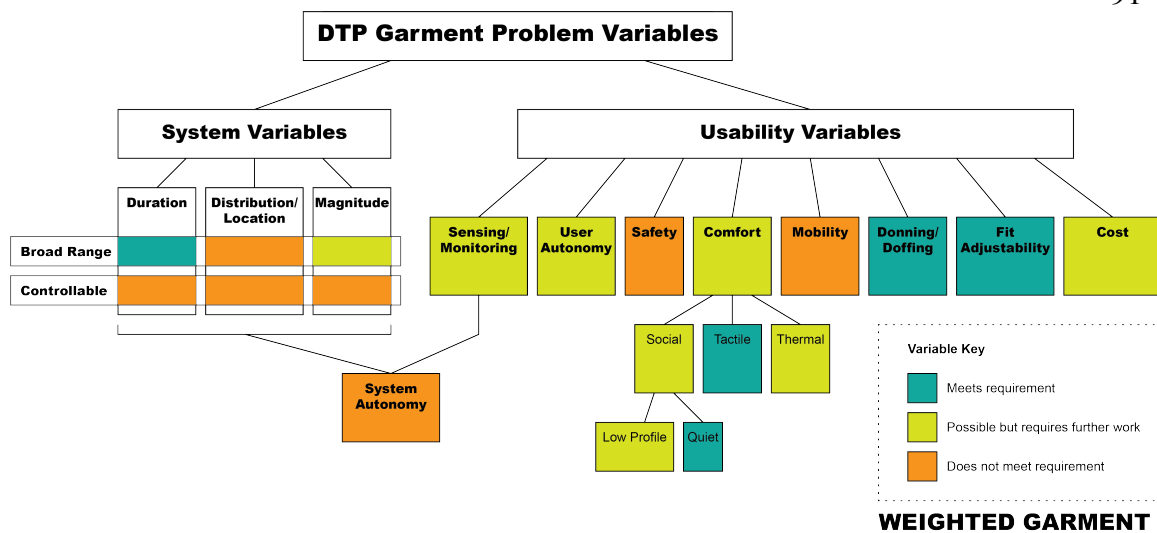 DTP Garment Problem Variables
System Variables
Usability Variables
Duration
Distribution/
Location
Magnitude
Broad Range
Controllable
Sensing/
Monitoring
User
Autonomy
Safety
Comfort
Mobility
Donning/
Doffing
Fit
Adjustability
Cost
Social
Tactile
Thermal
Low Profile
Quiet
System
Autonomy
Variable Key
Meets requirement
Possible but requires further work
Does not meet requirement
WEIGHTED GARMENT